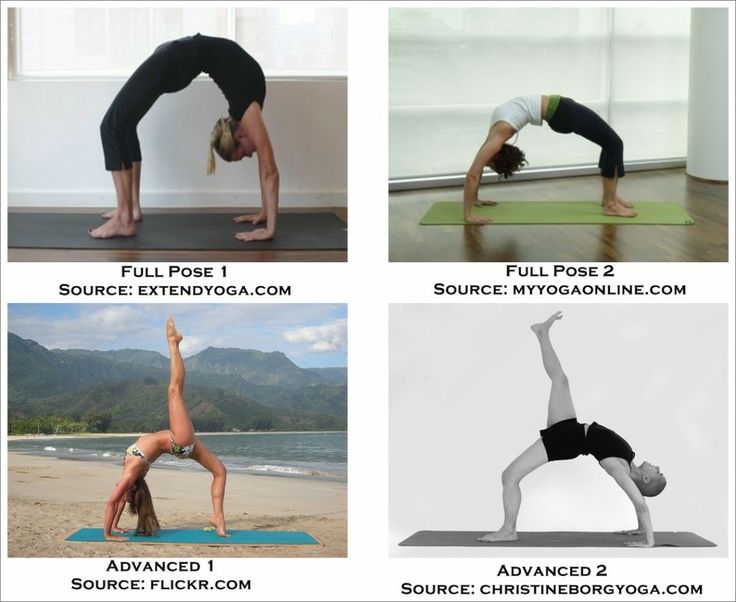 Full Pose 1
Source: extendyoga.com
Full Pose 2
Source: myyogaonline.com
Advanced 1
Source: flickr.com
Advanced 2
Source: christineborgyoga.com